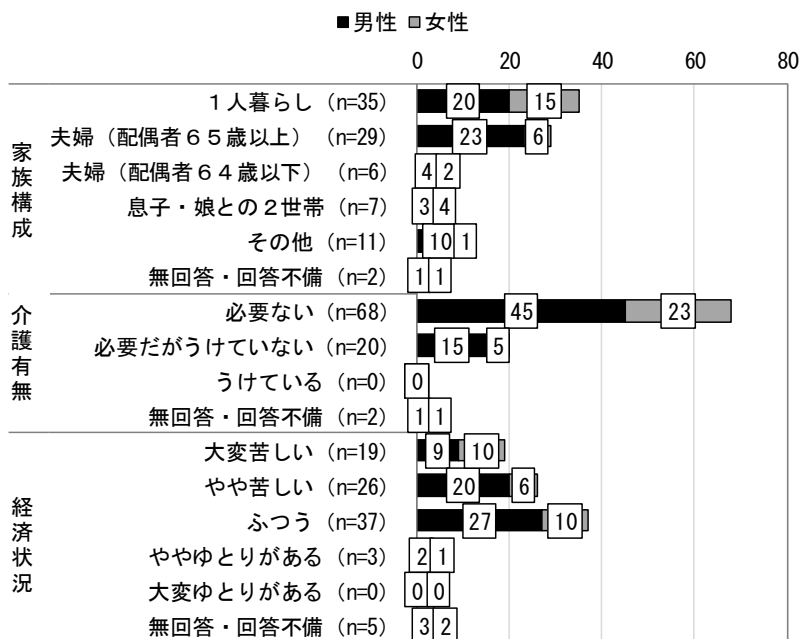 ■男性 ■女性
0 20 40 60 80
家族構成
１人暮らし (n=35) 20 15
夫婦（配偶者６５歳以上） (n=29) 23 6
夫婦（配偶者６４歳以下） (n=6) 4 2
息子・娘との２世帯 (n=7) 3 4
その他 (n=11) 10 1
無回答・回答不備 (n=2) 1 1
介護有無
必要ない (n=68) 45 23
必要だがうけていない (n=20) 15 5
うけている (n=0) 0
無回答・回答不備 (n=2) 1 1
経済状況
大変苦しい (n=19) 9 10
やや苦しい (n=26) 20 6
ふつう (n=37) 27 10
ややゆとりがある (n=3) 2 1
大変ゆとりがある (n=0) 0 0
無回答・回答不備 (n=5) 3 2